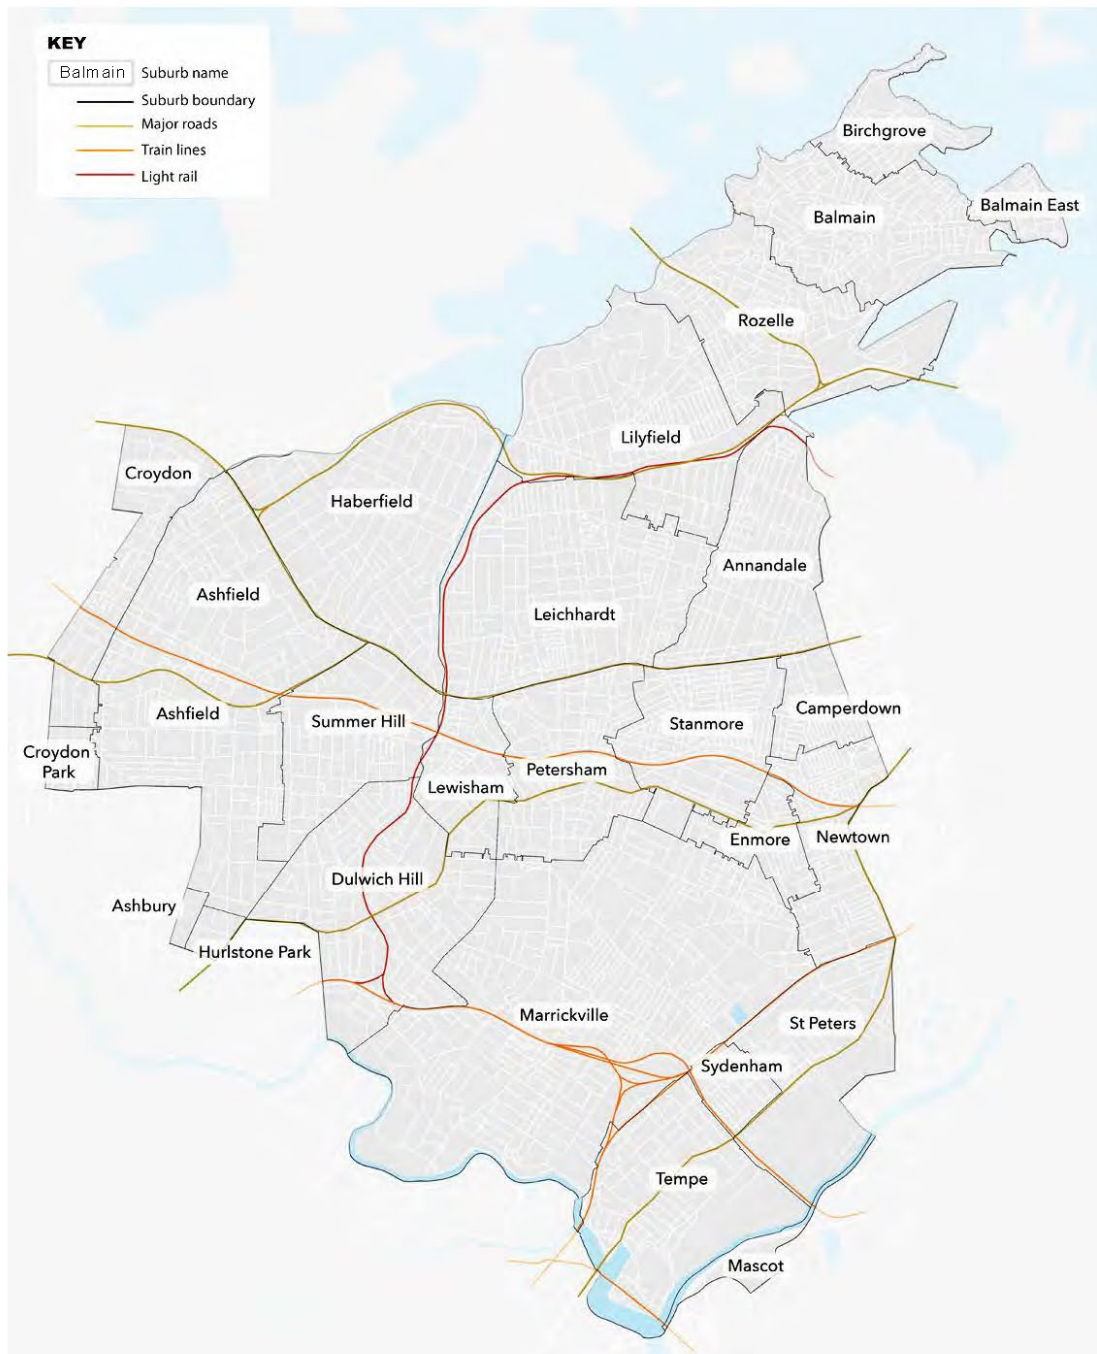 KEY
Balmain Suburb name
Suburb boundary
Major roads
Train lines
Light rail
Birchgrove
Balmain East
Balmain
Rozelle
Lilyfield
Croydon
Haberfield
Annandale
Ashfield
Leichhardt
Camperdown
Ashfield
Summer Hill
Stanmore
Croydon
Park
Petersham
Lewisham
Enmore
Newtown
Dulwich Hill
Ashbury
Hurlstone Park
Marrickville
St Peters
Sydenham
Tempe
Mascot